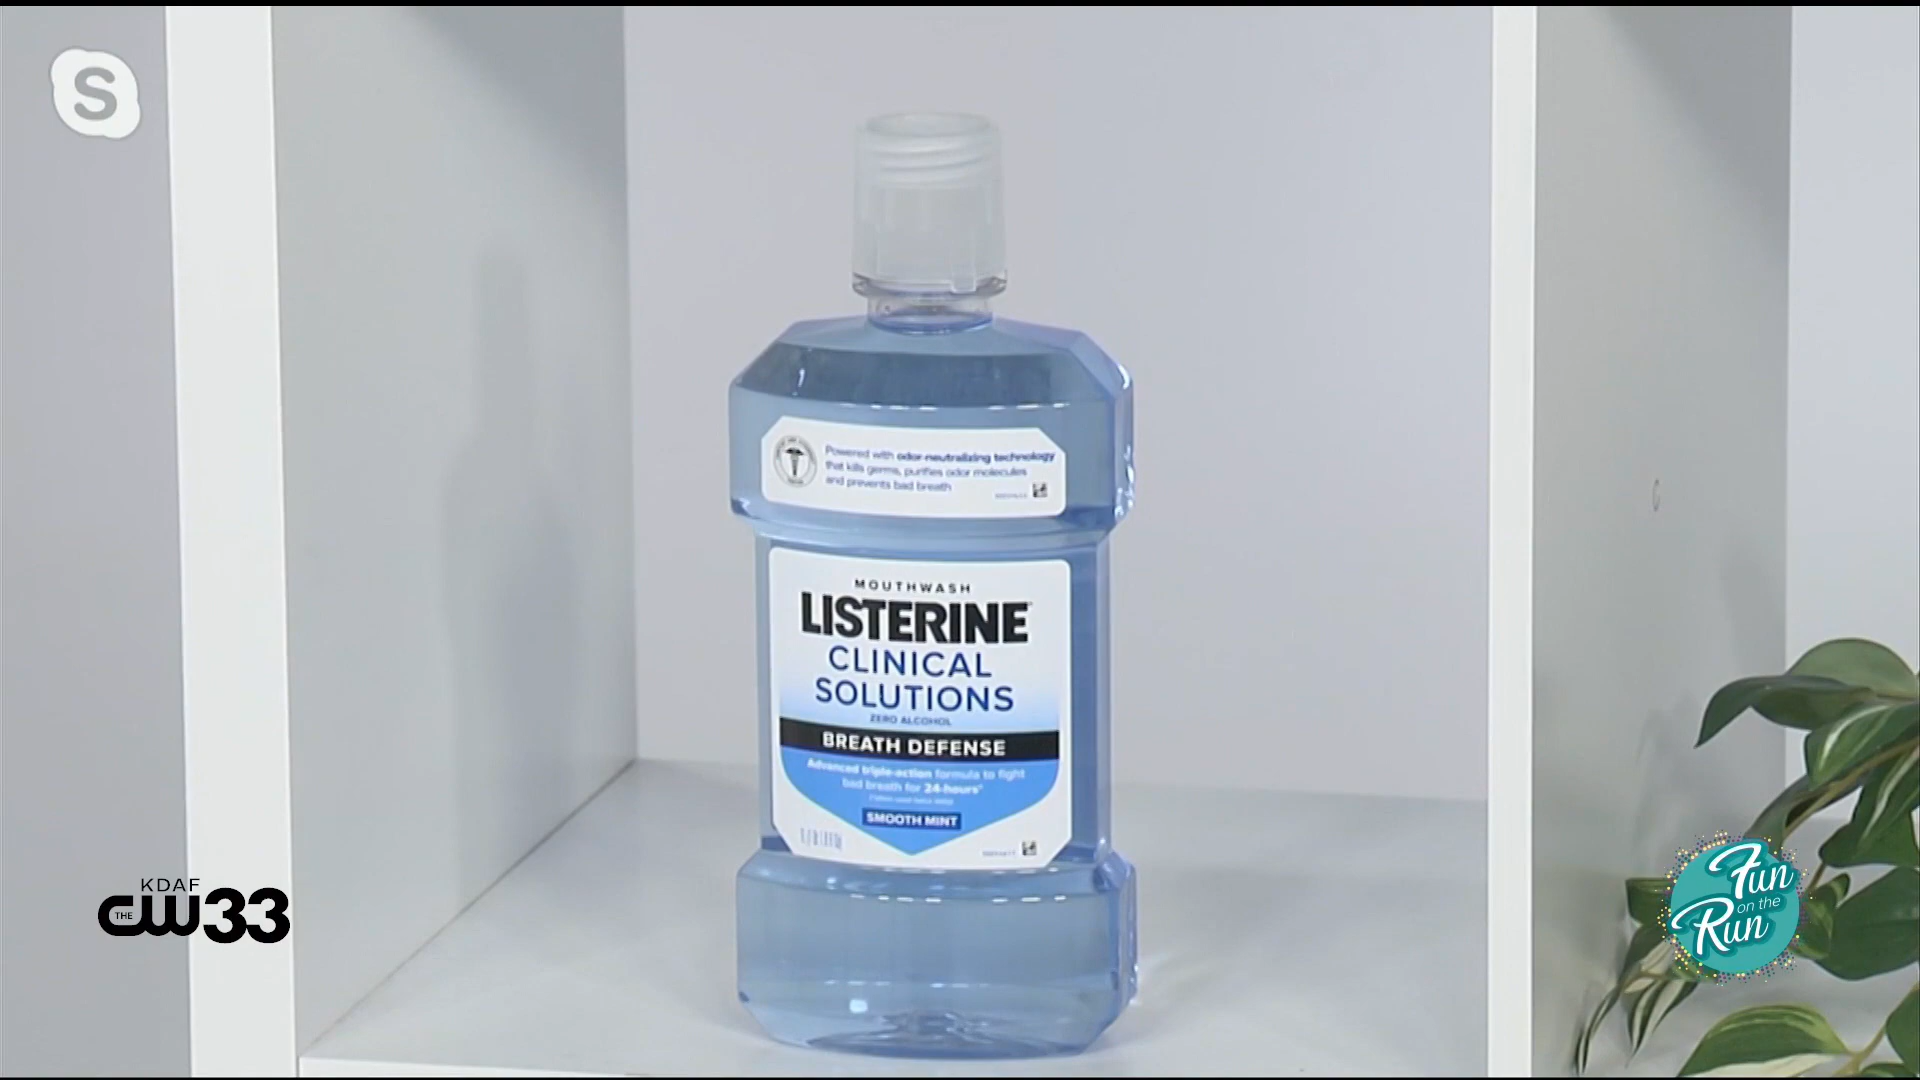 S
Powered with odor-neutralizing technology
that kills germs, purifies odor molecules
and prevents bad breath
MOUTHWASH
LISTERINE
CLINICAL
SOLUTIONS
ZERO ALCOHOL
BREATH DEFENSE
Advanced triple-action formula to fight
bad breath for 24-hours*
SMOOTH MINT
KDAF
THE CW33
Fun
on the
Run